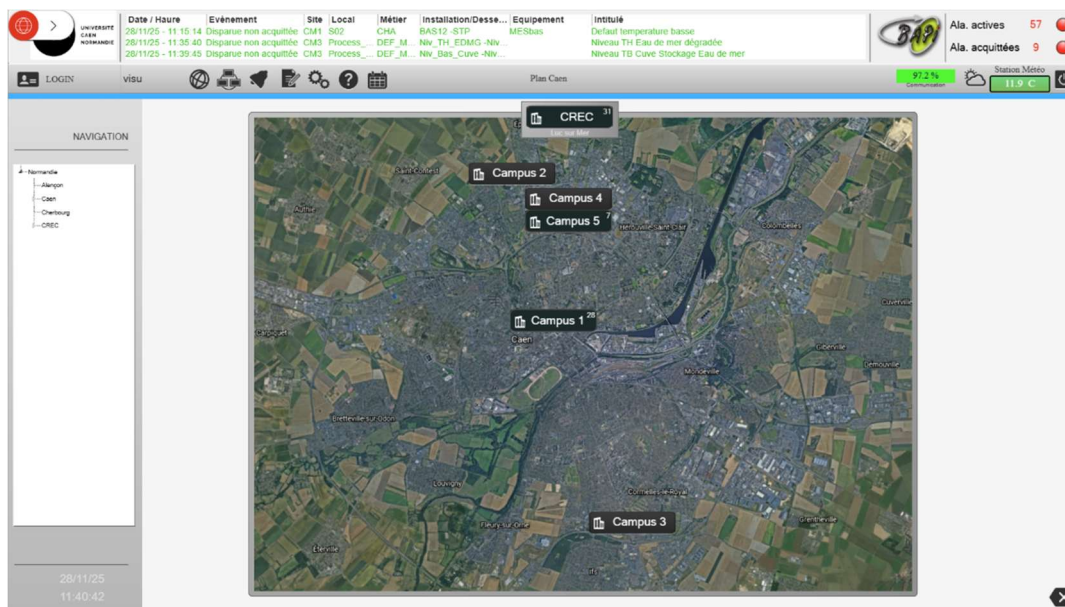 UNIVERSITÉ
CAEN
NORMANDIE
Date / Heure Evénement Site Local Métier Installation/Desse... Equipement Intitulé
28/11/25 - 11:15:14 Disparue non acquittée CM1 S02 CHA BAS12 -STP MESbas Defaut temperature basse
28/11/25 - 11:35:40 Disparue non acquittée CM3 Process_... DEF_M... Niv_TH_EDMG -Niv... Niveau TH Eau de mer dégradée
28/11/25 - 11:39:45 Disparue non acquittée CM3 Process_... DEF_M... Niv_Bas_Cuve -Niv... Niveau TB Cuve Stockage Eau de mer
BAP
Ala. actives 57
Ala. acquittées 9
LOGIN visu Plan Caen
97.2 %
Communication
Station Météo
11.9 C
NAVIGATION
Normandie
Alençon
Caen
Cherbourg
CREC
CREC 31
Luc sur Mer
Saint-Contest
Campus 2
Campus 4
Campus 5 7
Authie
Hérouville-Saint-Clair
Colombelles
Cuverville
Campus 1 28
Carpiquet
Caen
Giberville
Démouville
Mondeville
Bretteville-sur-Odon
Louvigny
Cormelles-le-Royal
Campus 3
Fleury-sur-Orne
Grentheville
Éterville
Ifs
28/11/25
11:40:42